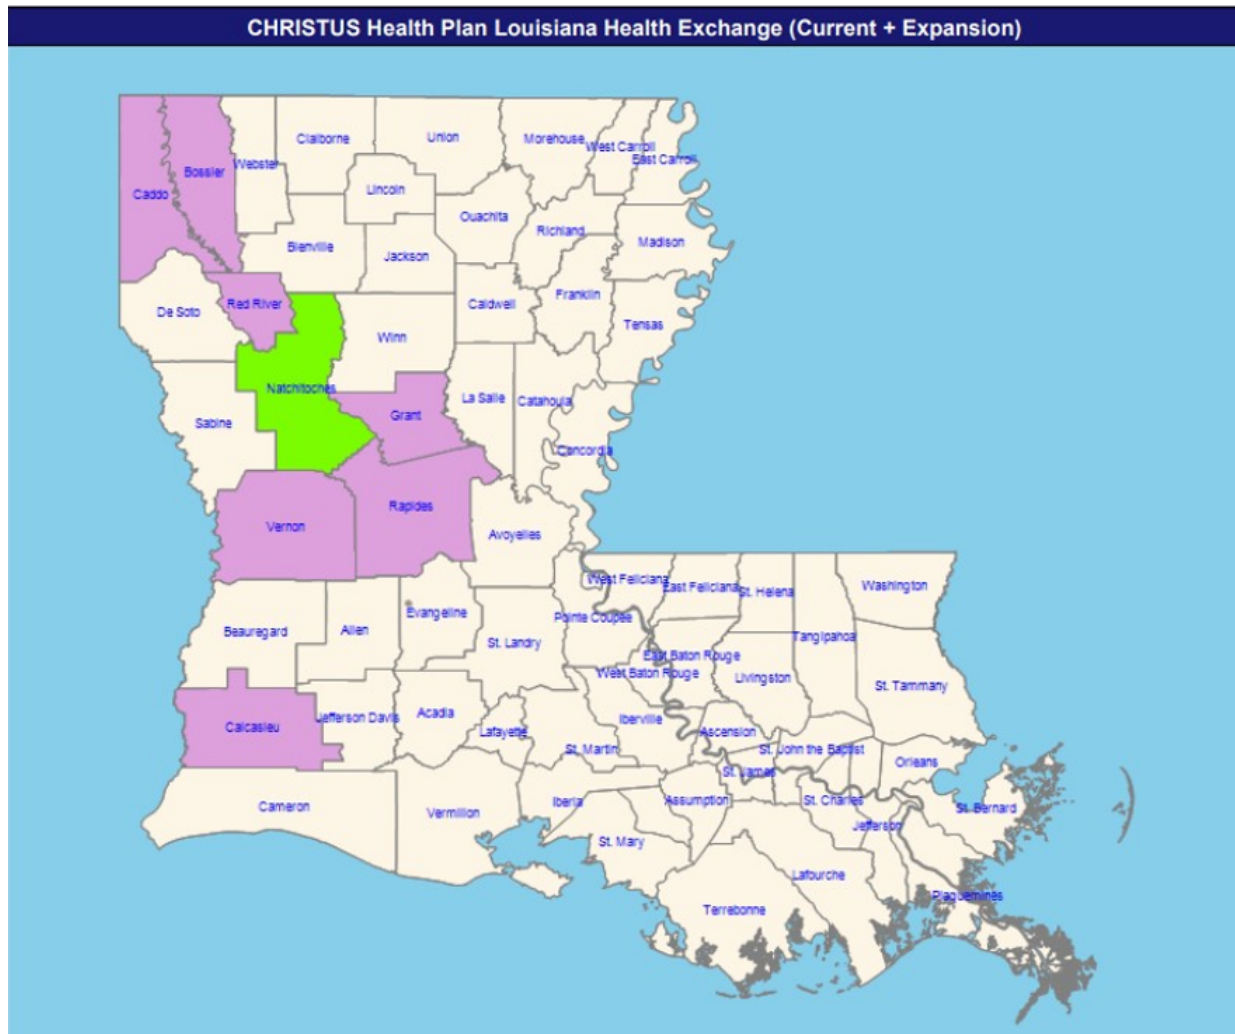 CHRISTUS Health Plan Louisiana Health Exchange (Current + Expansion)
Claiborne
Union
Morehouse
West Carroll
East Carroll
Webster
Bossier
Caddo
Lincoln
Ouachita
Richland
Madison
Bienville
Jackson
Franklin
Caldwell
Red River
De Soto
Tensas
Winn
Natchitoches
La Salle
Catahoula
Grant
Sabine
Concordia
Rapides
Vernon
Avoyelles
West Feliciana
East Feliciana
St. Helena
Washington
Evangeline
Pointe Coupee
Beauregard
Allen
St. Landry
Tangipahoa
East Baton Rouge
West Baton Rouge
Livingston
St. Tammany
Calcasieu
Jefferson Davis
Acadia
Lafayette
Iberville
Ascension
St. Martin
St. John the Baptist
Orleans
St. James
Cameron
Vermilion
Iberia
Assumption
St. Charles
St. Bernard
Jefferson
St. Mary
Lafourche
Plaquemines
Terrebonne